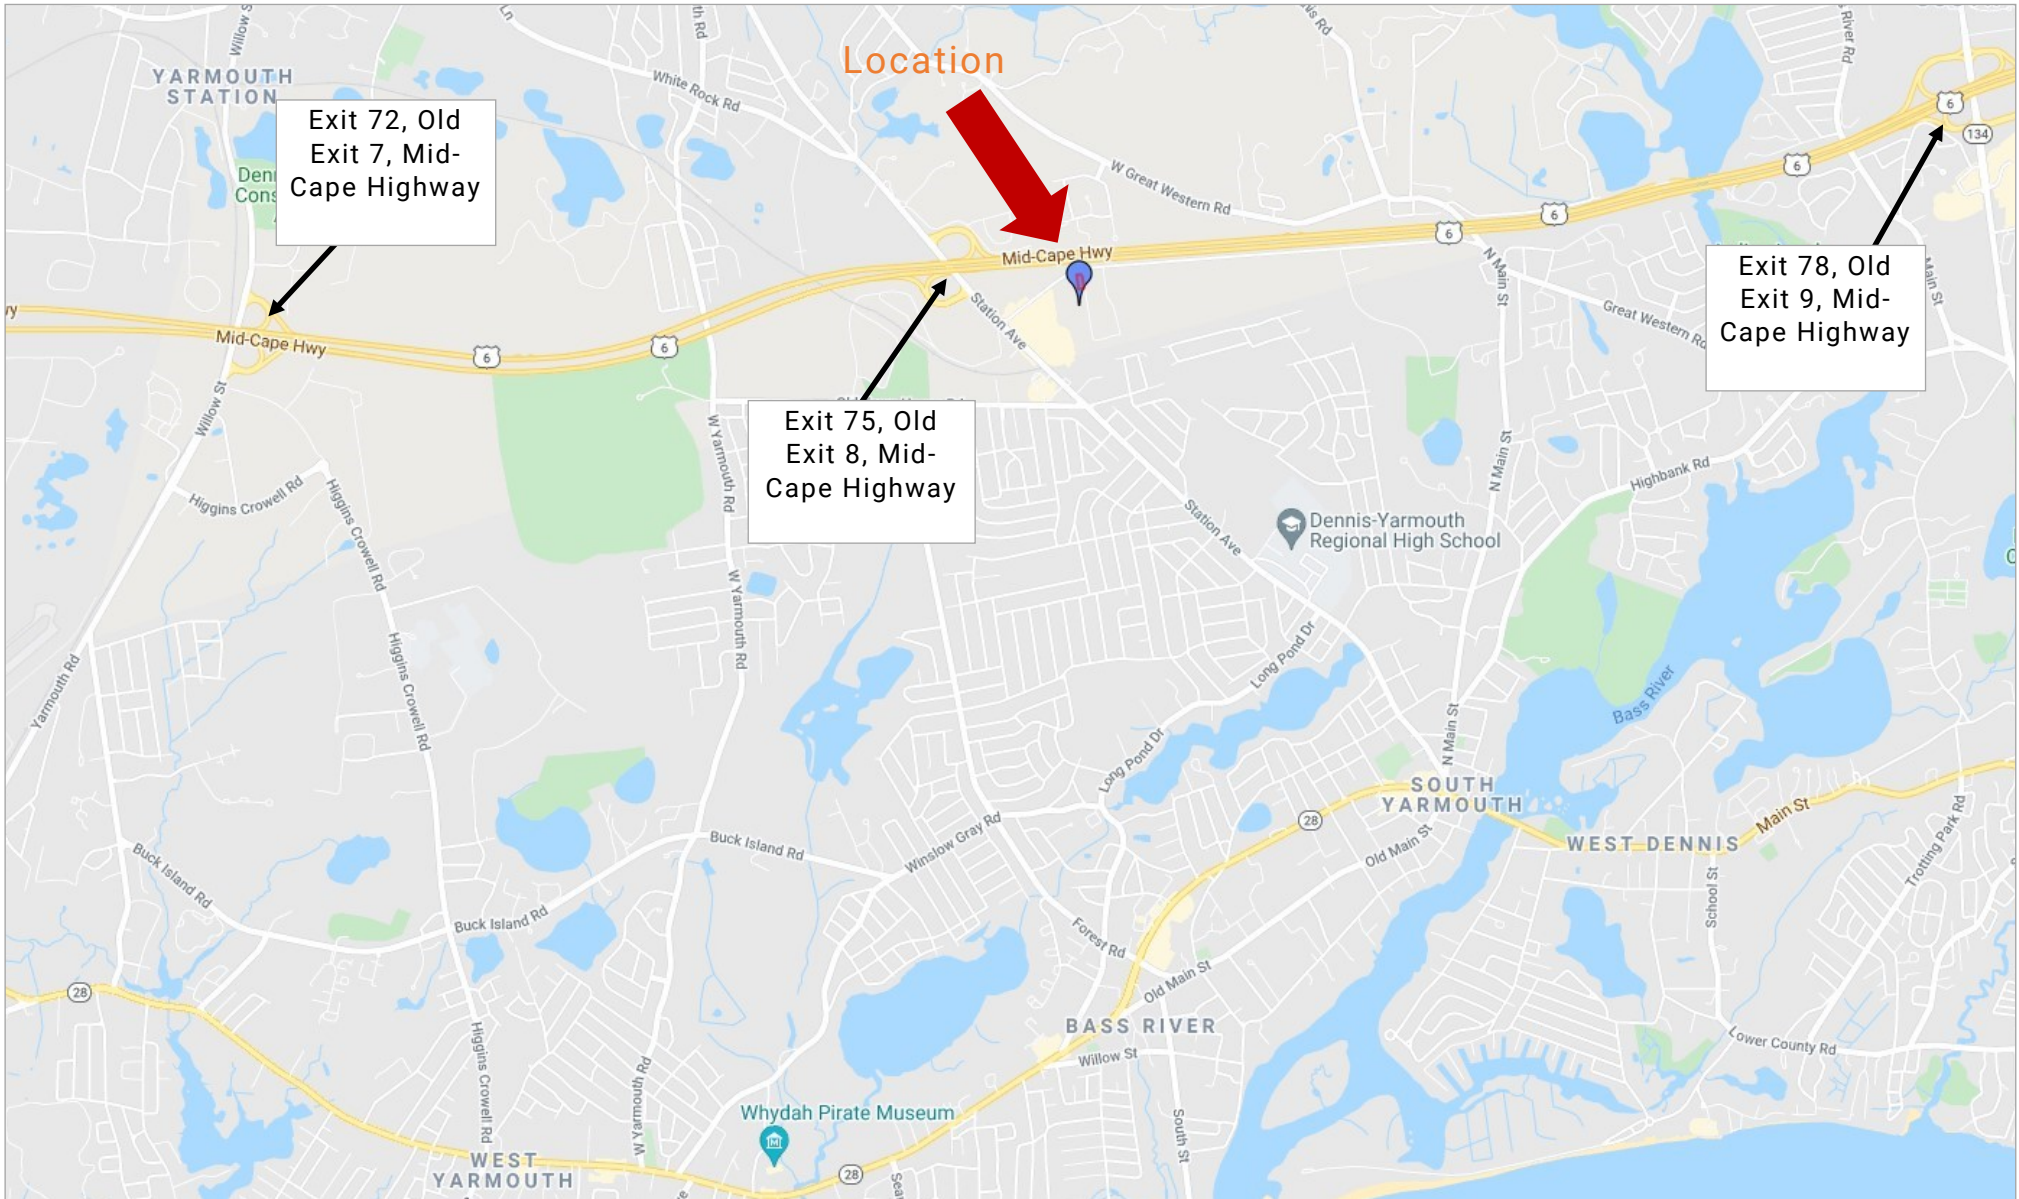 Location
YARMOUTH
STATION
Exit 72, Old
Exit 7, Mid-
Cape Highway
Exit 75, Old
Exit 8, Mid-
Cape Highway
Exit 78, Old
Exit 9, Mid-
Cape Highway
White Rock Rd
W Great Western Rd
Mid-Cape Hwy
Mid-Cape Hwy
6
6
6
6
6
6
134
Station Ave
Station Ave
N Main St
N Main St
N Main St
Great Western Rd
Main St
River Rd
Willow St
Higgins Crowell Rd
Higgins Crowell Rd
Higgins Crowell Rd
Higgins Crowell Rd
W Yarmouth Rd
W Yarmouth Rd
W Yarmouth Rd
Yarmouth Rd
Highbank Rd
Dennis-Yarmouth
Regional High School
Long Pond Dr
Long Pond Dr
Bass River
SOUTH
YARMOUTH
WEST DENNIS
Main St
Trotting Park Rd
School St
Old Main St
Old Main St
28
28
28
Buck Island Rd
Buck Island Rd
Buck Island Rd
Winslow Gray Rd
Forest Rd
BASS RIVER
Willow St
South St
Lower County Rd
Whydah Pirate Museum
WEST
YARMOUTH